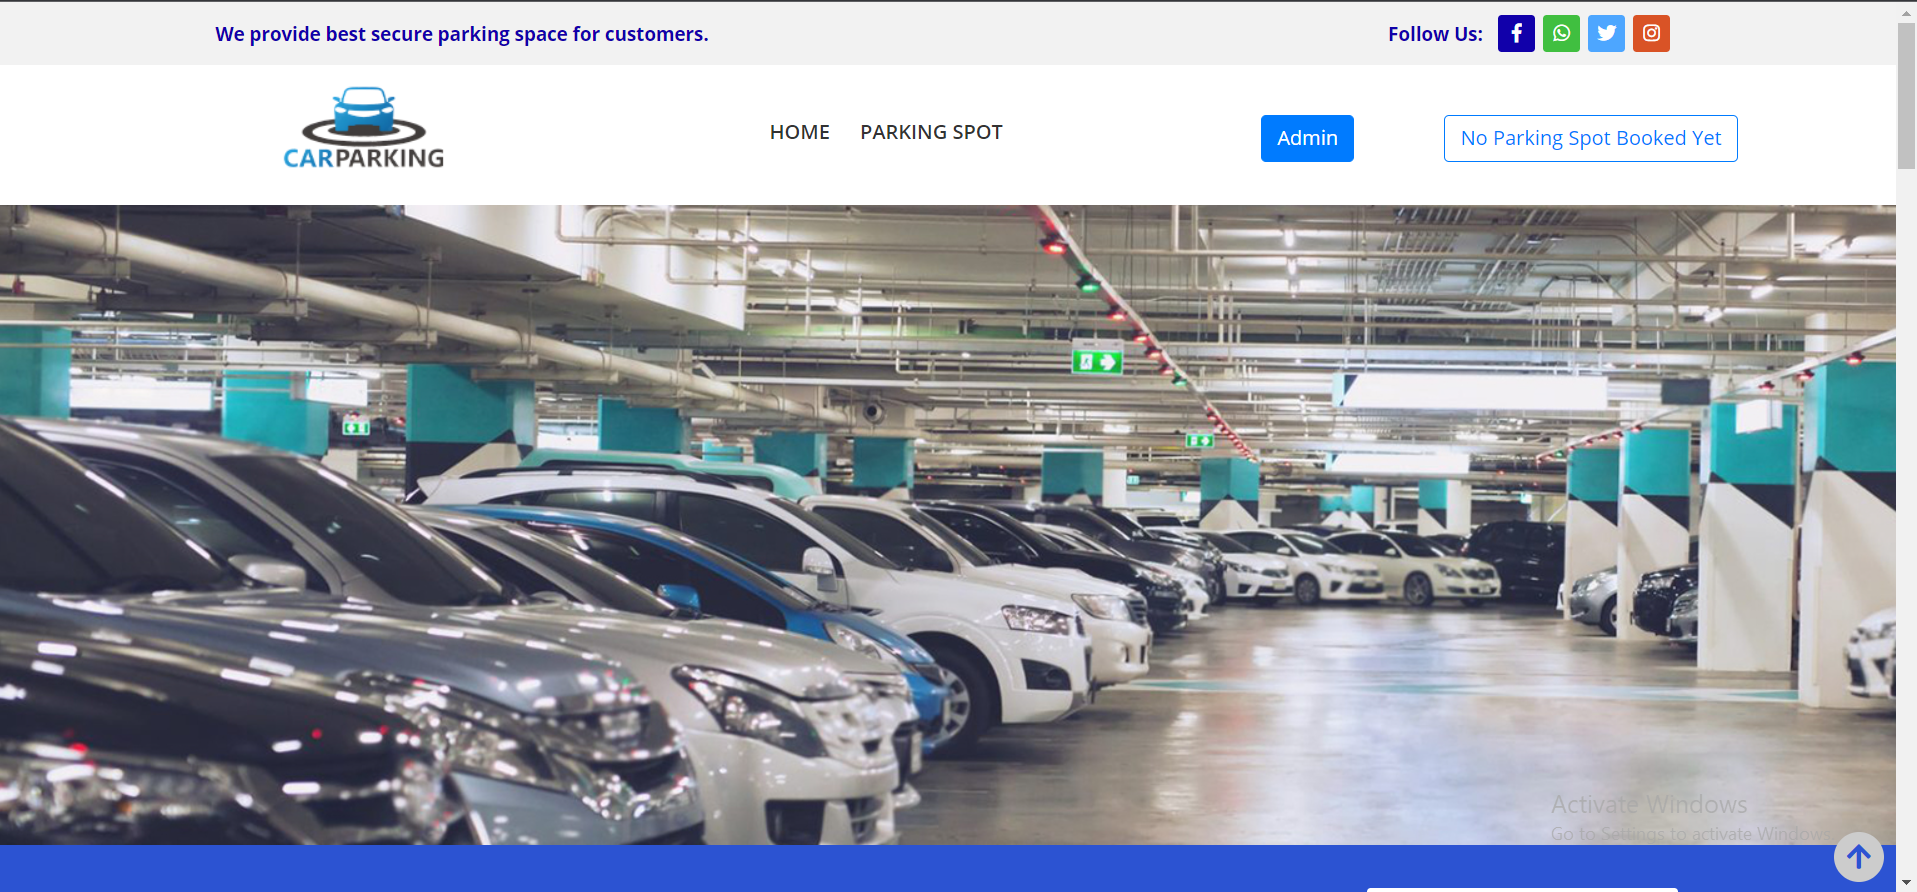 We provide best secure parking space for customers.
Follow Us:
CARPARKING
HOME
PARKING SPOT
Admin
No Parking Spot Booked Yet
Activate Windows
Go to Settings to activate Windows.